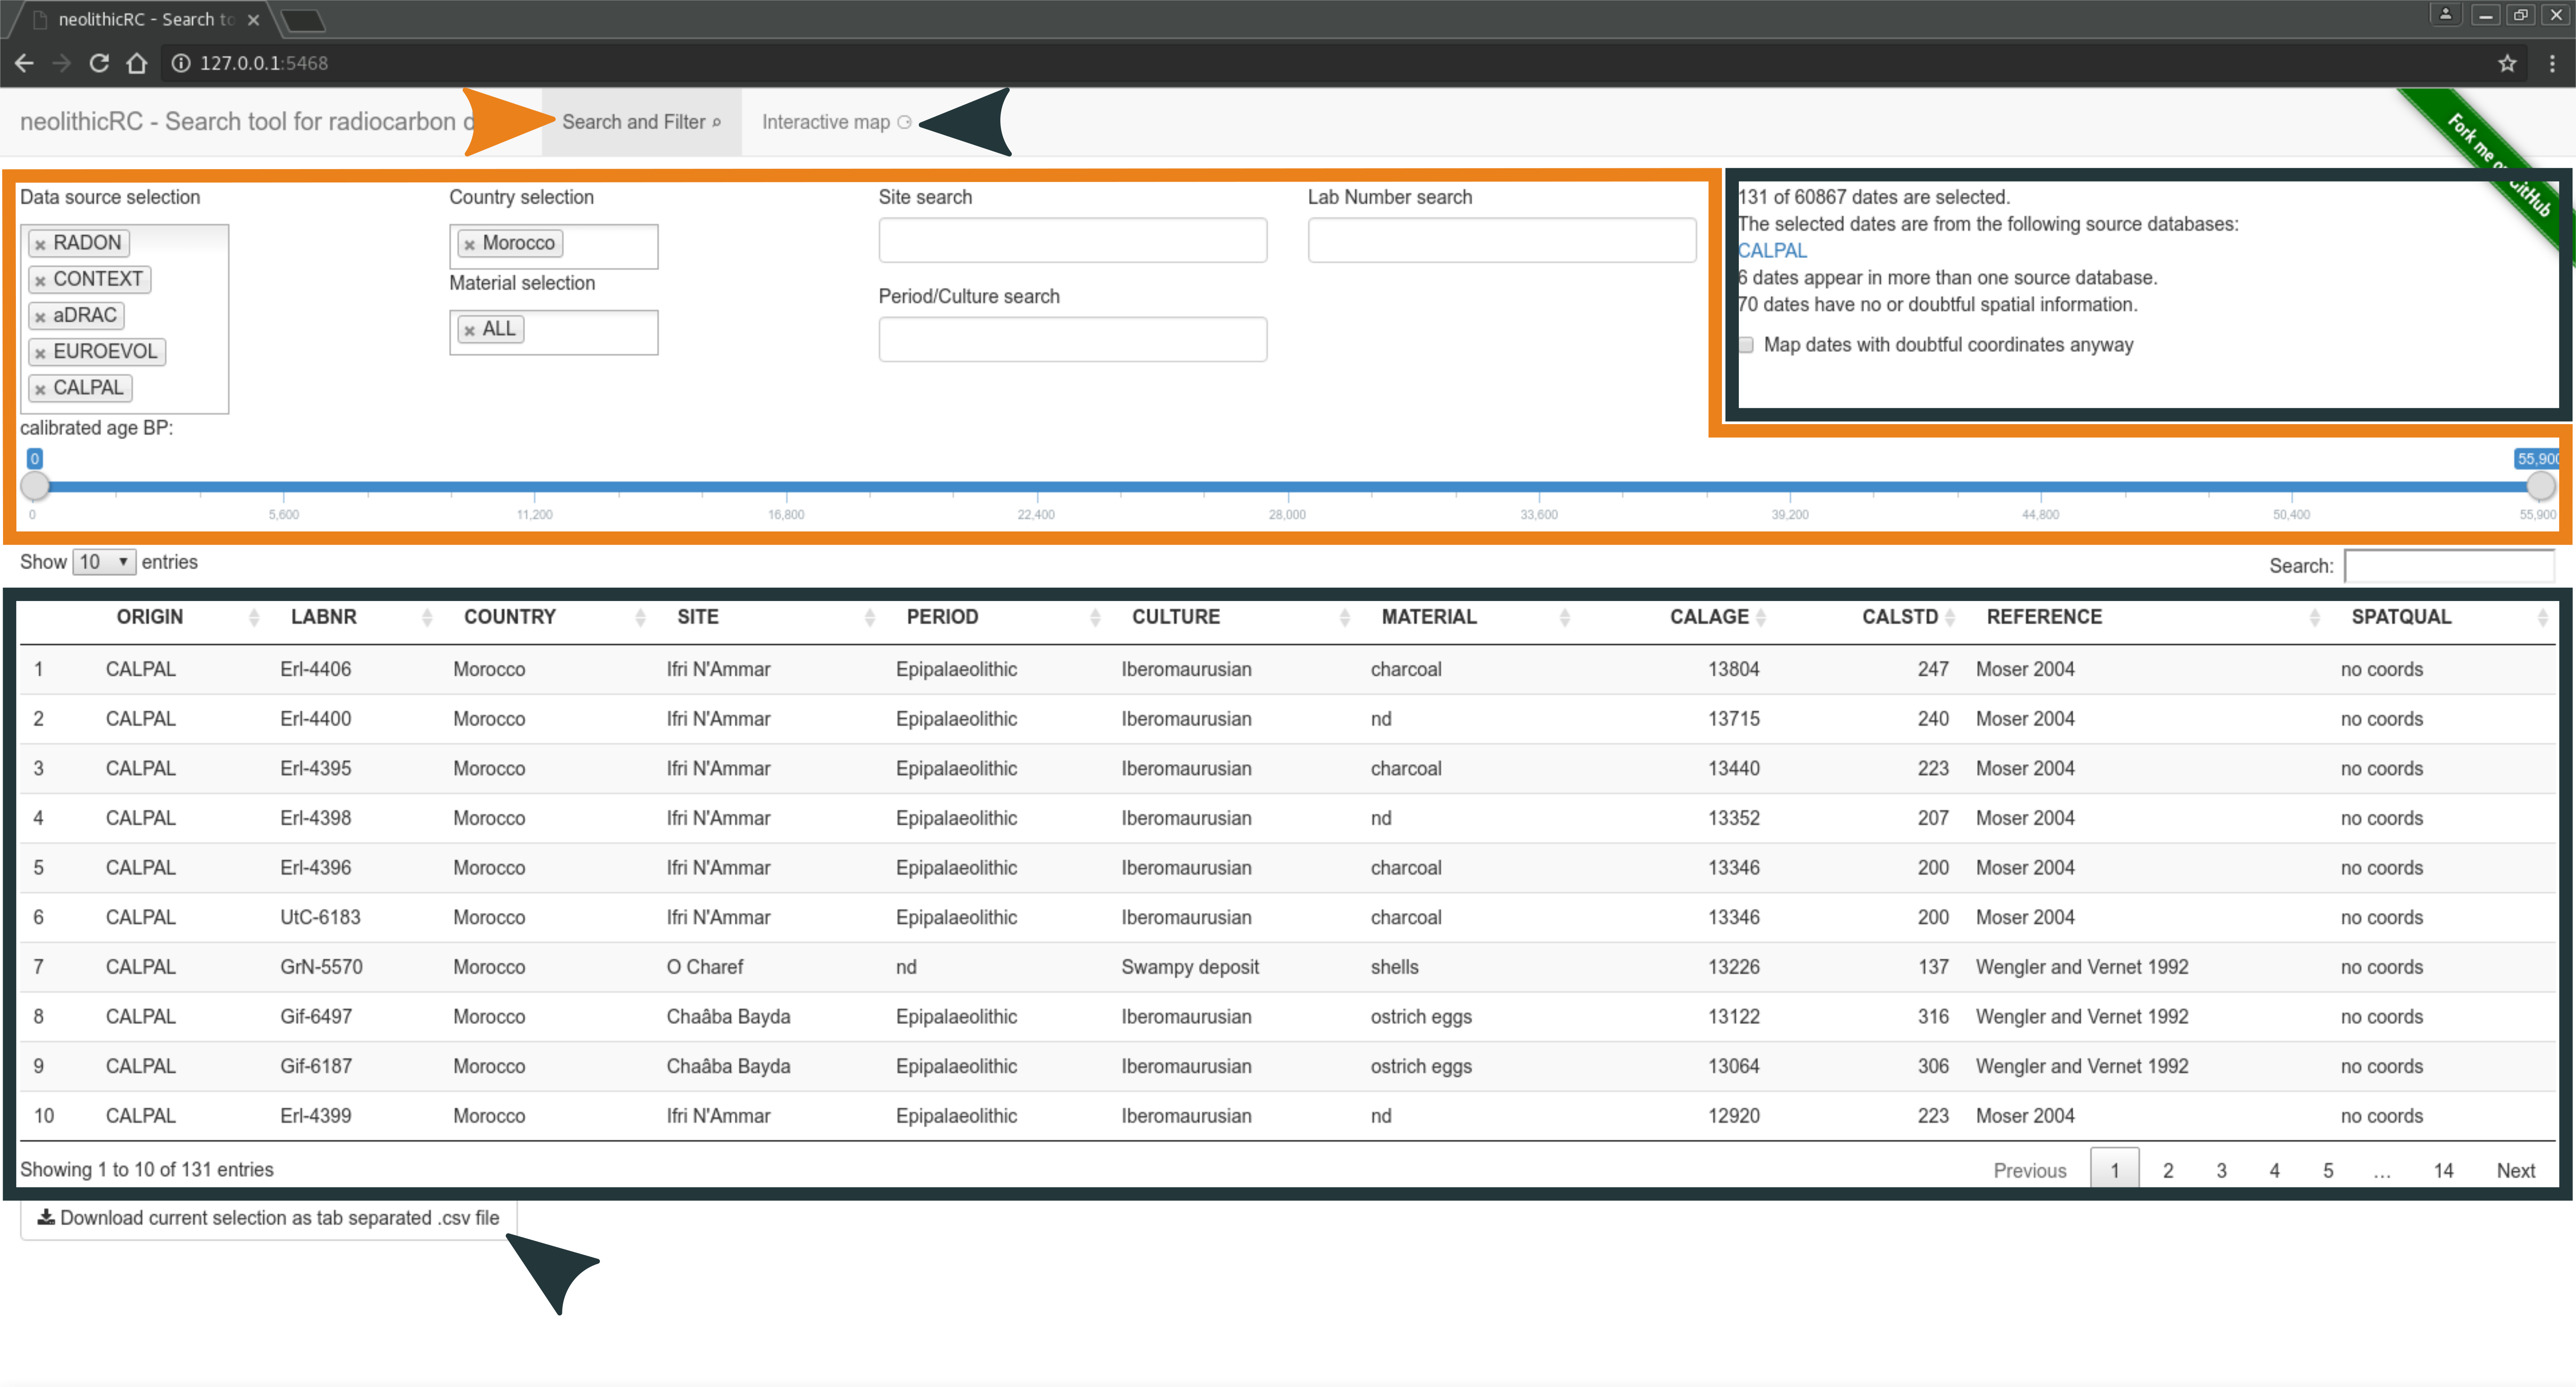 neolithicRC - Search to
127.0.0.1:5468
neolithicRC - Search tool for radiocarbon
Search and Filter
Interactive map
Fork me
GitHub
Data source selection
RADON
CONTEXT
aDRAC
EUROEVOL
CALPAL
Country selection
Morocco
Material selection
ALL
Site search
Period/Culture search
Lab Number search
131 of 60867 dates are selected.
The selected dates are from the following source databases:
CALPAL
6 dates appear in more than one source database.
70 dates have no or doubtful spatial information.
Map dates with doubtful coordinates anyway
calibrated age BP:
0 55,900
0 5,600 11,200 16,800 22,400 28,000 33,600 39,200 44,800 50,400 55,900
Show 10 entries
Search:
ORIGIN LABNR COUNTRY SITE PERIOD CULTURE MATERIAL CALAGE CALSTD REFERENCE SPATQUAL
1 CALPAL Erl-4406 Morocco Ifri N'Ammar Epipalaeolithic Iberomaurusian charcoal 13804 247 Moser 2004 no coords
2 CALPAL Erl-4400 Morocco Ifri N'Ammar Epipalaeolithic Iberomaurusian nd 13715 240 Moser 2004 no coords
3 CALPAL Erl-4395 Morocco Ifri N'Ammar Epipalaeolithic Iberomaurusian charcoal 13440 223 Moser 2004 no coords
4 CALPAL Erl-4398 Morocco Ifri N'Ammar Epipalaeolithic Iberomaurusian nd 13352 207 Moser 2004 no coords
5 CALPAL Erl-4396 Morocco Ifri N'Ammar Epipalaeolithic Iberomaurusian charcoal 13346 200 Moser 2004 no coords
6 CALPAL UtC-6183 Morocco Ifri N'Ammar Epipalaeolithic Iberomaurusian charcoal 13346 200 Moser 2004 no coords
7 CALPAL GrN-5570 Morocco O Charef nd Swampy deposit shells 13226 137 Wengler and Vernet 1992 no coords
8 CALPAL Gif-6497 Morocco Chaâba Bayda Epipalaeolithic Iberomaurusian ostrich eggs 13122 316 Wengler and Vernet 1992 no coords
9 CALPAL Gif-6187 Morocco Chaâba Bayda Epipalaeolithic Iberomaurusian ostrich eggs 13064 306 Wengler and Vernet 1992 no coords
10 CALPAL Erl-4399 Morocco Ifri N'Ammar Epipalaeolithic Iberomaurusian nd 12920 223 Moser 2004 no coords
Showing 1 to 10 of 131 entries
Previous 1 2 3 4 5 ... 14 Next
Download current selection as tab separated .csv file